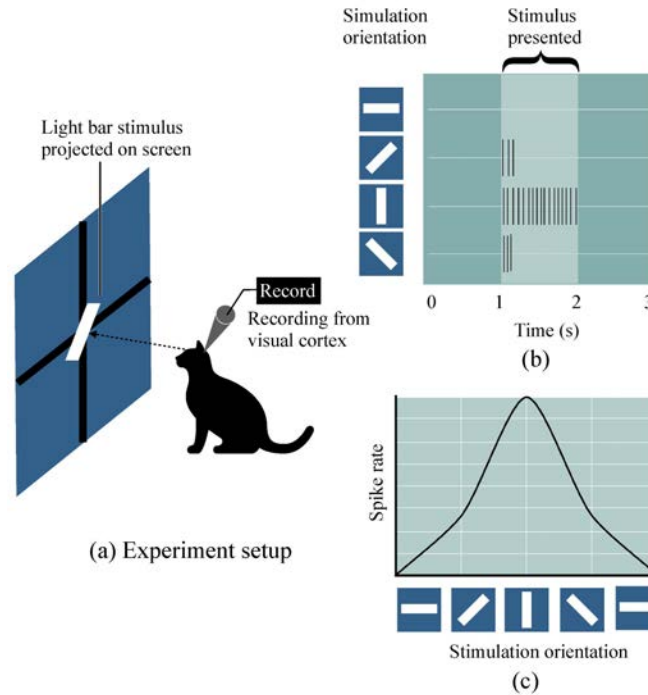 Simulation
orientation
Stimulus
presented
Light bar stimulus
projected on screen
Record
Recording from
visual cortex
0 1 2 3
Time (s)
(b)
(a) Experiment setup
Spike rate
Stimulation orientation
(c)